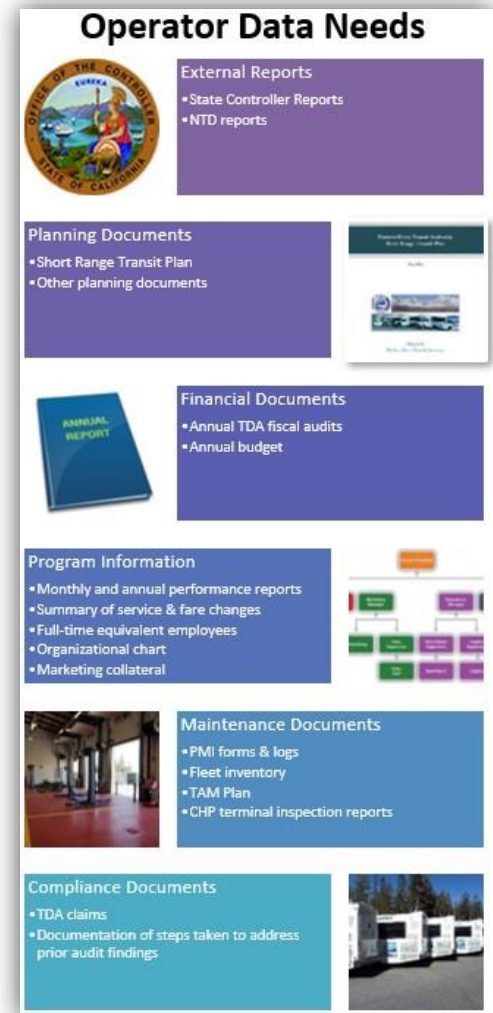 Operator Data Needs
OFFICE OF THE CONTROLLER
EUREKA
STATE OF CALIFORNIA
External Reports
•State Controller Reports
•NTD reports
Planning Documents
•Short Range Transit Plan
•Other planning documents
ANNUAL
REPORT
Financial Documents
•Annual TDA fiscal audits
•Annual budget
Program Information
•Monthly and annual performance reports
•Summary of service & fare changes
•Full-time equivalent employees
•Organizational chart
•Marketing collateral
Maintenance Documents
•PMI forms & logs
•Fleet inventory
•TAM Plan
•CHP terminal inspection reports
Compliance Documents
•TDA claims
•Documentation of steps taken to address
prior audit findings